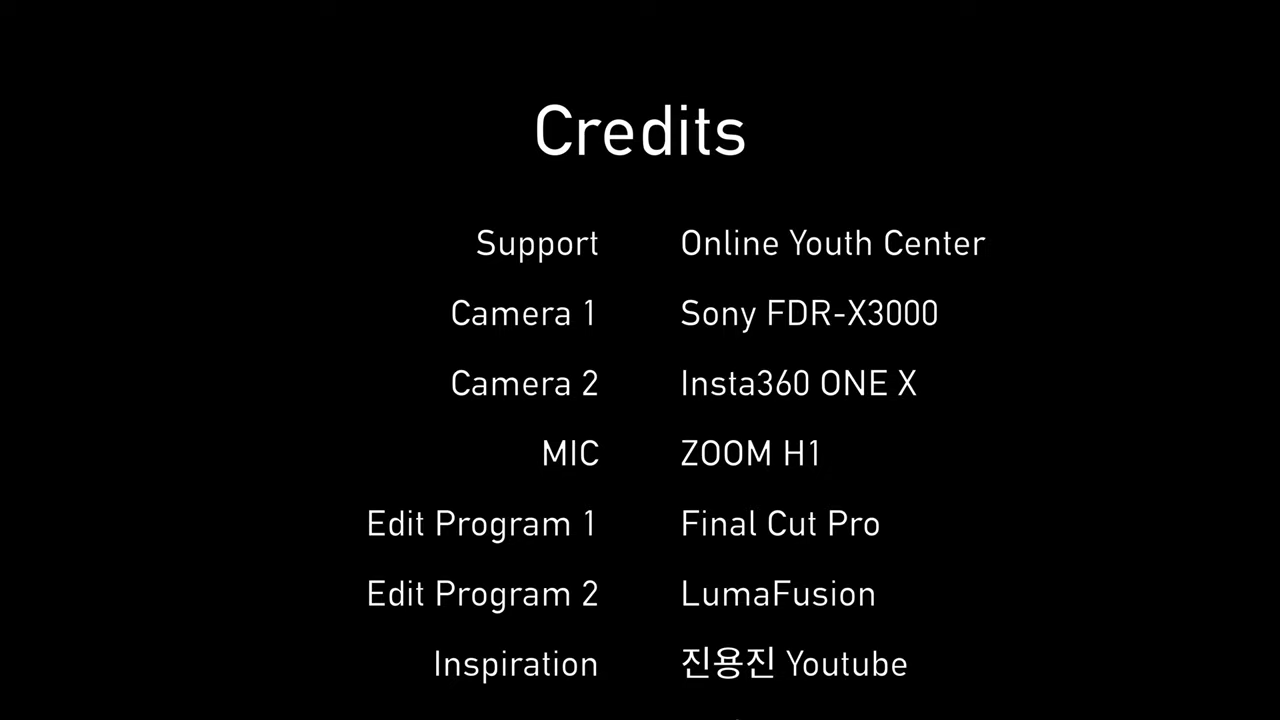 Credits
Support Online Youth Center
Camera 1 Sony FDR-X3000
Camera 2 Insta360 ONE X
MIC ZOOM H1
Edit Program 1 Final Cut Pro
Edit Program 2 LumaFusion
Inspiration 진용진 Youtube